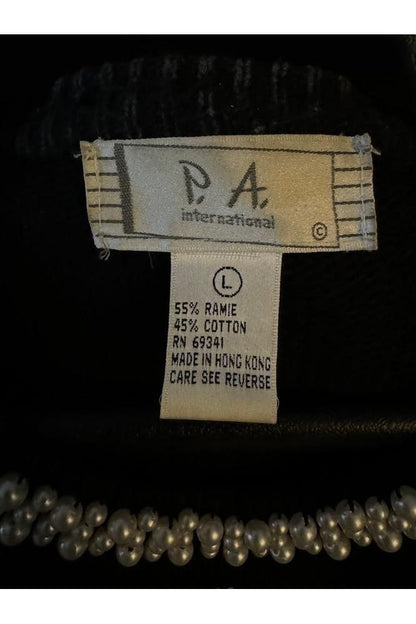 P. A.
international
©
L
55% RAMIE
45% COTTON
RN 69341
MADE IN HONG KONG
CARE SEE REVERSE